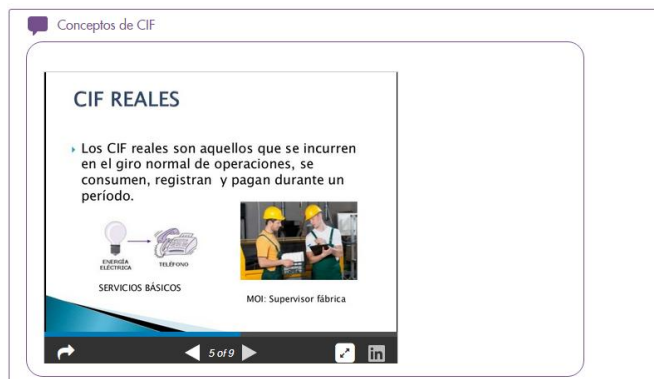 Conceptos de CIF
CIF REALES
Los CIF reales son aquellos que se incurren
en el giro normal de operaciones, se
consumen, registran y pagan durante un
período.
ENERGÍA
ELÉCTRICA
TELÉFONO
SERVICIOS BÁSICOS
MOI: Supervisor fábrica
5 of 9
in